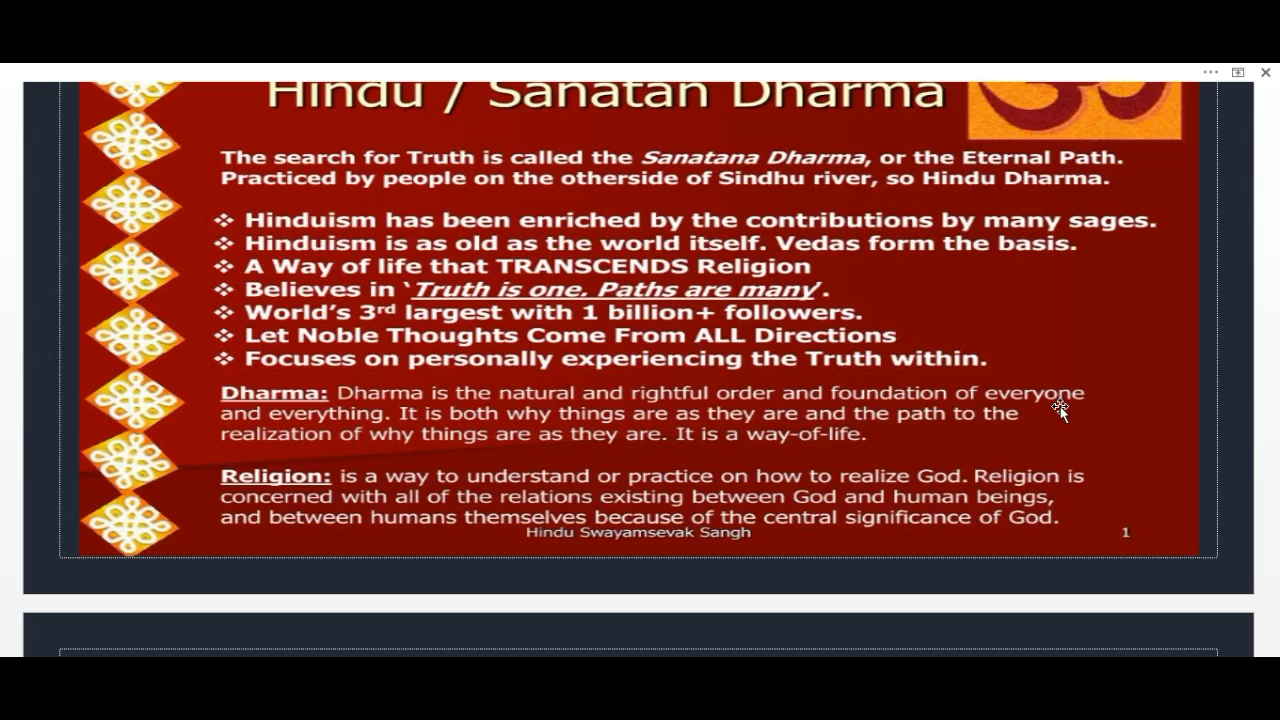 Hindu / Sanatan Dharma
The search for Truth is called the Sanatana Dharma, or the Eternal Path.
Practiced by people on the otherside of Sindhu river, so Hindu Dharma.
❖ Hinduism has been enriched by the contributions by many sages.
❖ Hinduism is as old as the world itself. Vedas form the basis.
❖ A Way of life that TRANSCENDS Religion
❖ Believes in ‘Truth is one. Paths are many’.
❖ World’s 3rd largest with 1 billion+ followers.
❖ Let Noble Thoughts Come From ALL Directions
❖ Focuses on personally experiencing the Truth within.
Dharma: Dharma is the natural and rightful order and foundation of everyone
and everything. It is both why things are as they are and the path to the
realization of why things are as they are. It is a way-of-life.
Religion: is a way to understand or practice on how to realize God. Religion is
concerned with all of the relations existing between God and human beings,
and between humans themselves because of the central significance of God.
Hindu Swayamsevak Sangh 1